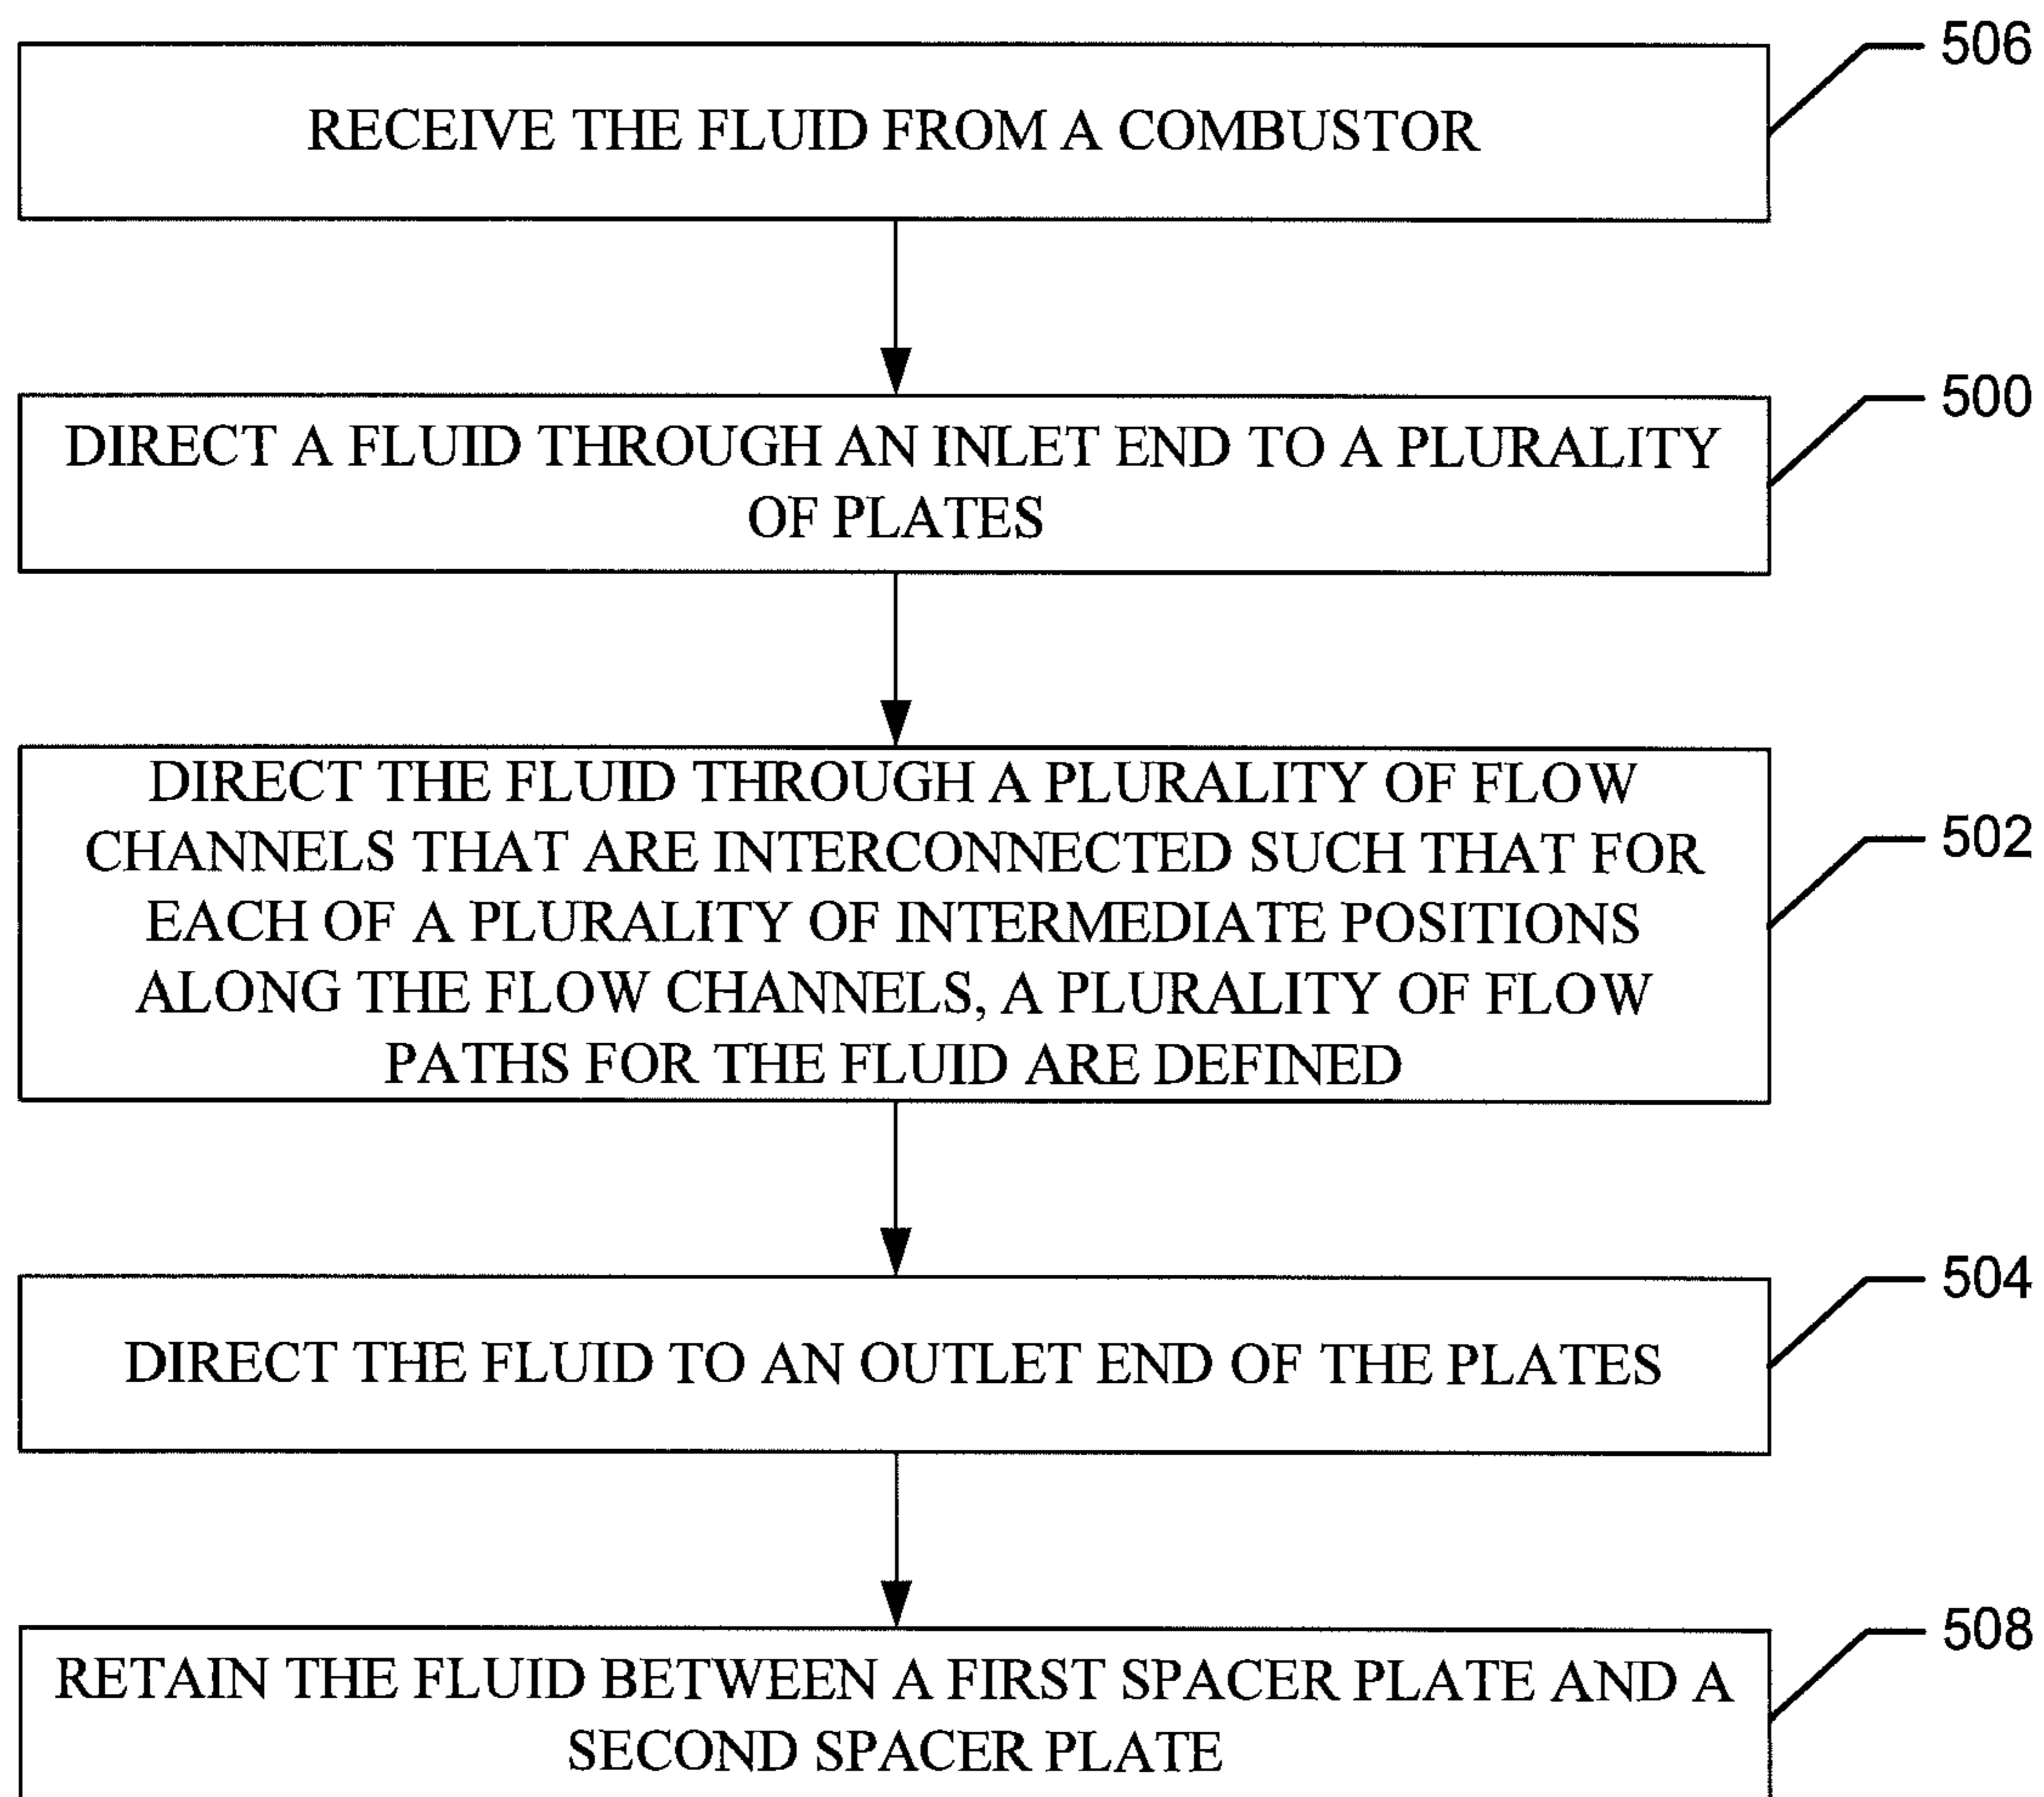 506
RECEIVE THE FLUID FROM A COMBUSTOR
500
DIRECT A FLUID THROUGH AN INLET END TO A PLURALITY
OF PLATES
502
DIRECT THE FLUID THROUGH A PLURALITY OF FLOW
CHANNELS THAT ARE INTERCONNECTED SUCH THAT FOR
EACH OF A PLURALITY OF INTERMEDIATE POSITIONS
ALONG THE FLOW CHANNELS, A PLURALITY OF FLOW
PATHS FOR THE FLUID ARE DEFINED
504
DIRECT THE FLUID TO AN OUTLET END OF THE PLATES
508
RETAIN THE FLUID BETWEEN A FIRST SPACER PLATE AND A
SECOND SPACER PLATE